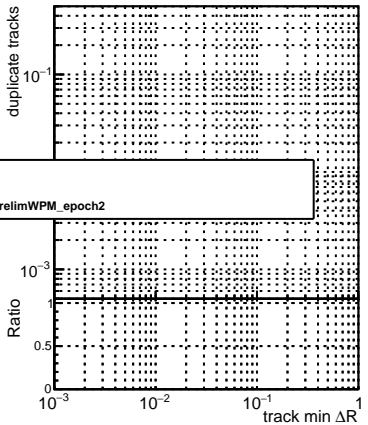 duplicate tracks
10⁻¹
relimWPM_epoch2
10⁻³
Ratio
1
0.5
0
10⁻³ 10⁻² 10⁻¹ 1
track min ΔR